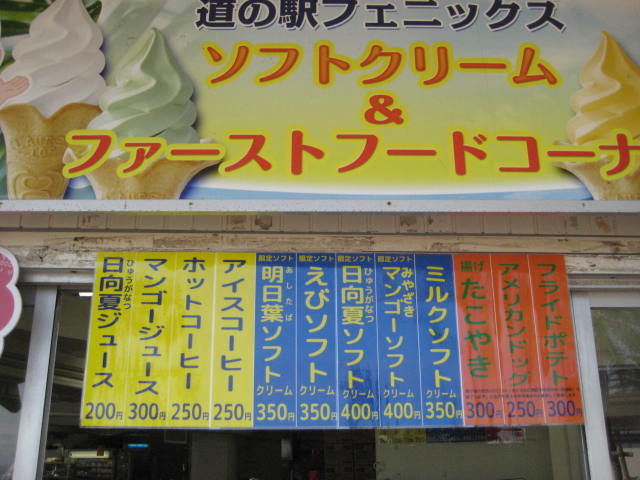 道の駅フェニックス
ソフトクリーム
&
ファーストフードコーナ
フライドポテト
300円
アメリカンドッグ
250円
揚げたこやき
300円
ミルクソフト
クリーム
350円
限定ソフト
みやざき
マンゴーソフト
クリーム
400円
限定ソフト
ひゅうがなつ
日向夏ソフト
クリーム
400円
限定ソフト
えびソフト
クリーム
350円
限定ソフト
あしたば
明日葉ソフト
クリーム
350円
アイスコーヒー
250円
ホットコーヒー
250円
マンゴージュース
300円
ひゅうがなつ
日向夏ジュース
200円